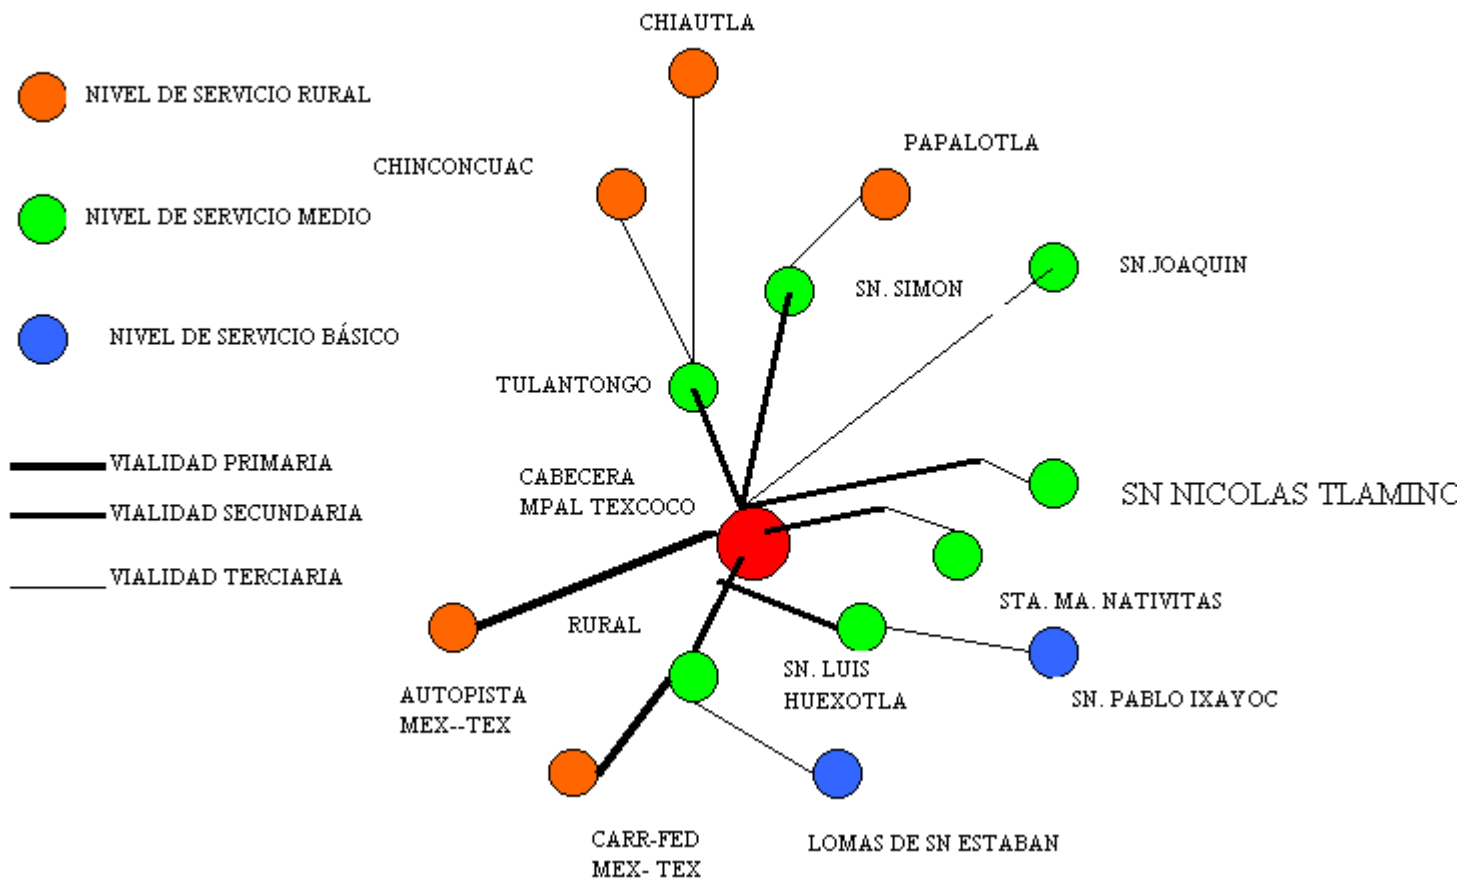 CHIAUTLA
NIVEL DE SERVICIO RURAL
PAPALOTLA
CHINCONCUAC
NIVEL DE SERVICIO MEDIO
SN.JOAQUIN
SN. SIMON
NIVEL DE SERVICIO BÁSICO
TULANTONGO
VIALIDAD PRIMARIA
CABECERA
MPAL TEXCOCO
SN NICOLAS TLAMINC
VIALIDAD SECUNDARIA
VIALIDAD TERCIARIA
STA. MA. NATIVITAS
RURAL
SN. LUIS
HUEXOTLA
SN. PABLO IXAYOC
AUTOPISTA
MEX--TEX
CARR-FED
MEX- TEX
LOMAS DE SN ESTABAN